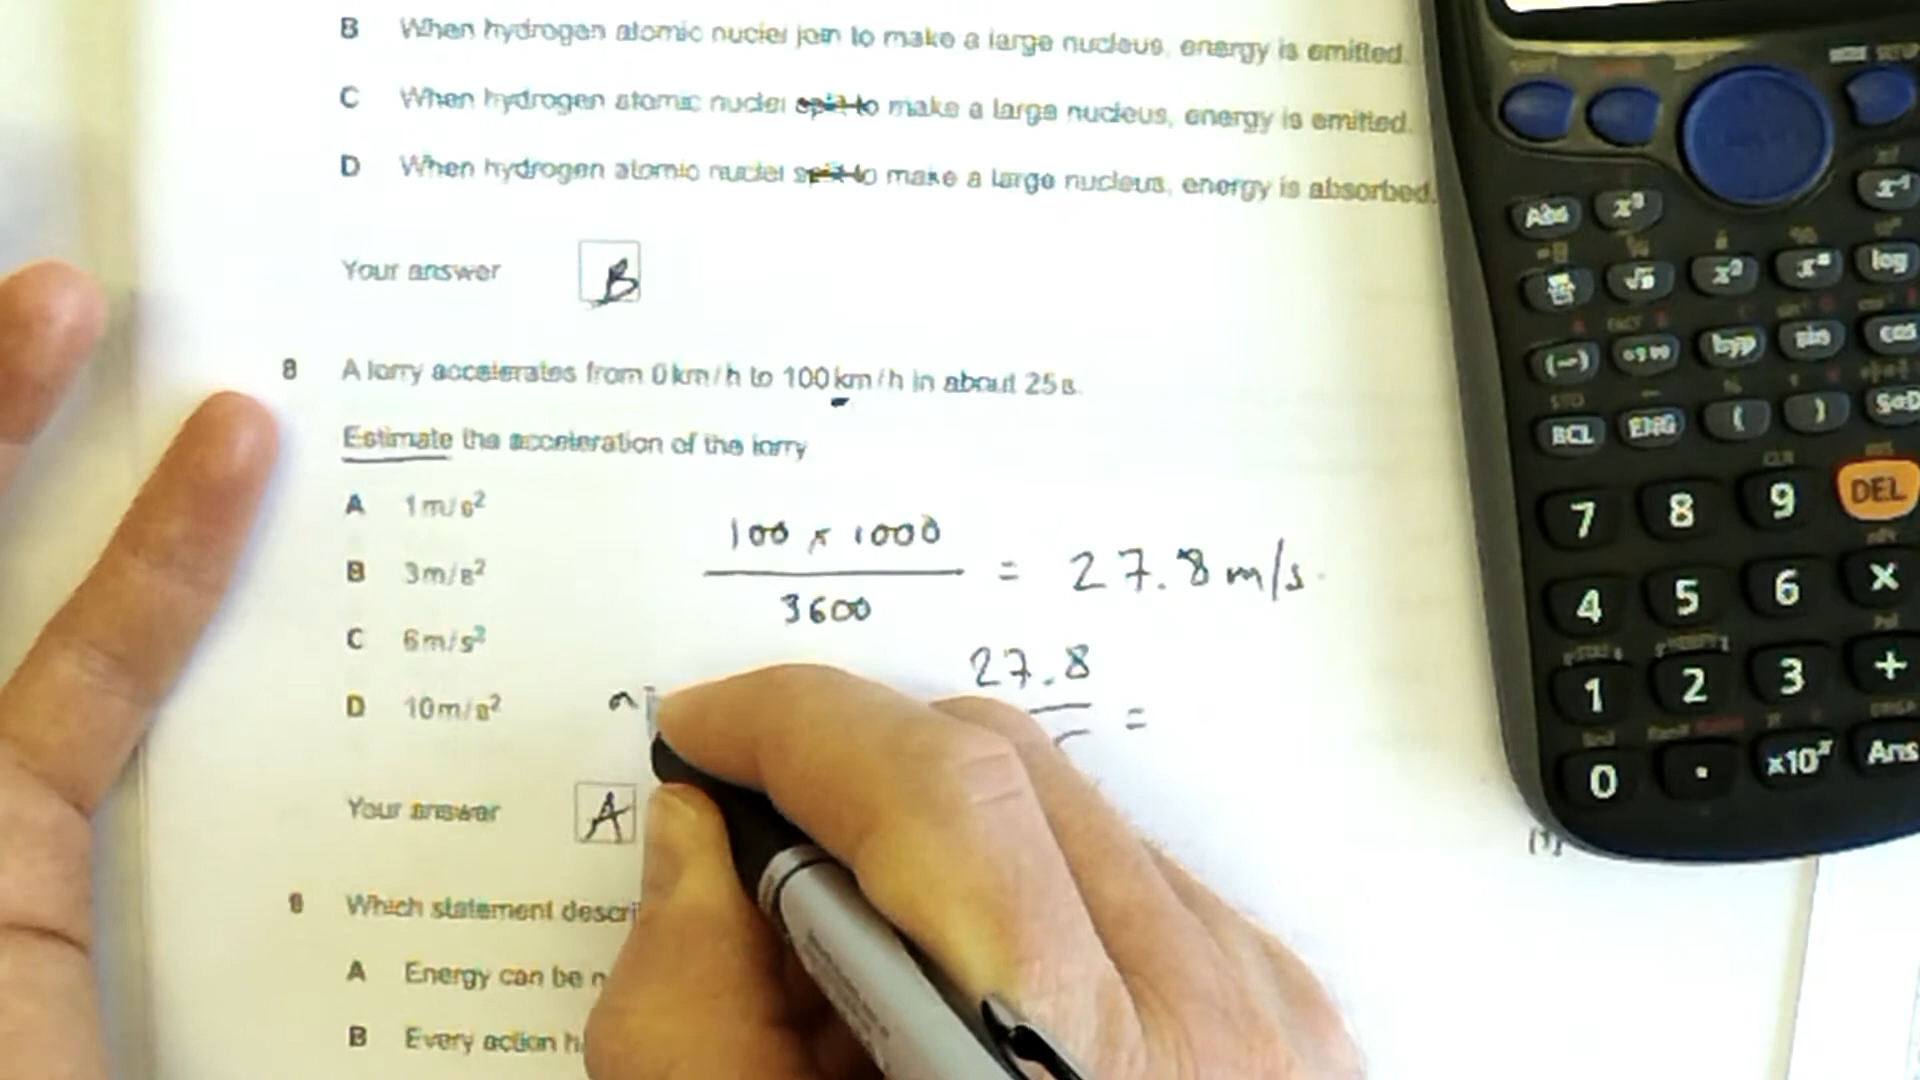 B When hydrogen atomic nuclei join to make a large nucleus, energy is emitted.
C When hydrogen atomic nuclei split to make a large nucleus, energy is emitted.
D When hydrogen atomic nuclei split to make a large nucleus, energy is absorbed.
Your answer B
8 A lorry accelerates from 0 km/h to 100 km/h in about 25 s.
Estimate the acceleration of the lorry
A 1 m/s²
B 3 m/s²
C 6 m/s²
D 10 m/s²
100 × 1000
3600
= 27.8 m/s
27.8
=
Your answer A
(1)
Which statement descri
A Energy can be
B Every action
Abs x³ x⁻¹
x² log
(−) hyp sin cos
RCL ENG ( ) S⇔D
7 8 9 DEL
4 5 6 ×
1 2 3 +
0 . ×10ˣ Ans